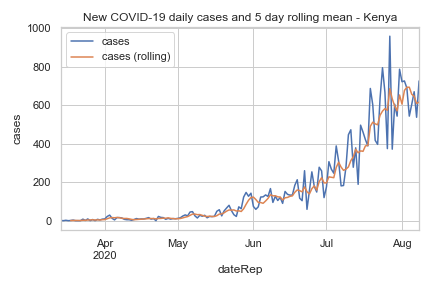 New COVID-19 daily cases and 5 day rolling mean - Kenya
cases
cases (rolling)
1000
800
600
400
200
0
cases
Apr
2020
May
Jun
Jul
Aug
dateRep